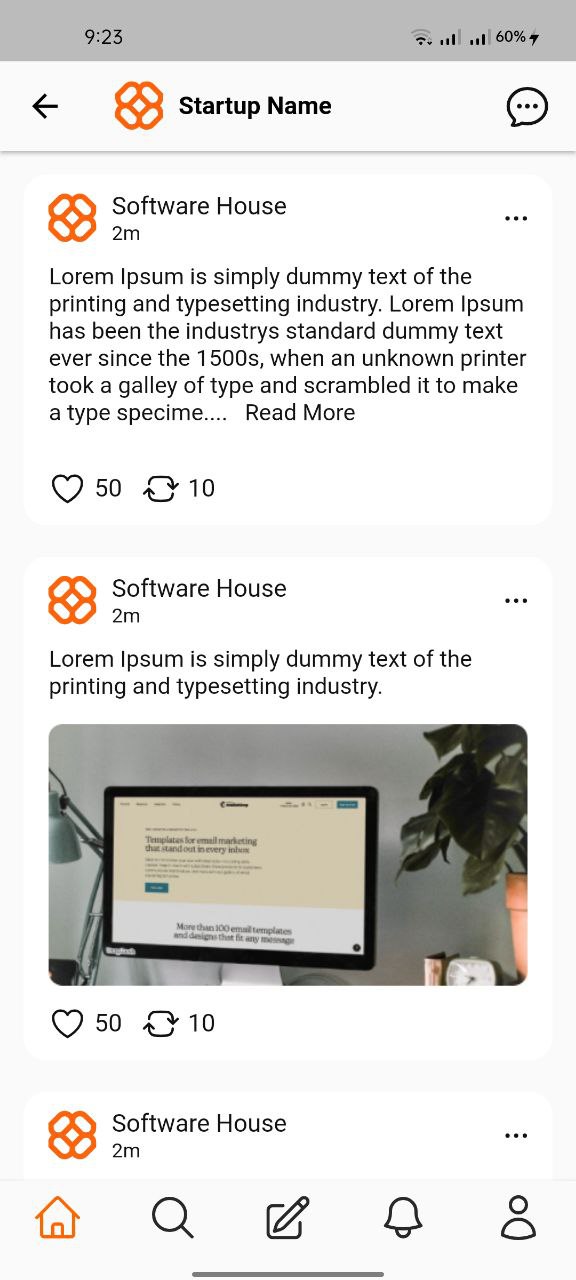 9:23
60%
Startup Name
Software House
2m
Lorem Ipsum is simply dummy text of the
printing and typesetting industry. Lorem Ipsum
has been the industrys standard dummy text
ever since the 1500s, when an unknown printer
took a galley of type and scrambled it to make
a type specime.... Read More
50 10
Software House
2m
Lorem Ipsum is simply dummy text of the
printing and typesetting industry.
Templates for email marketing
that stand out in every inbox
More than 100 email templates
and designs that fit any message
50 10
Software House
2m